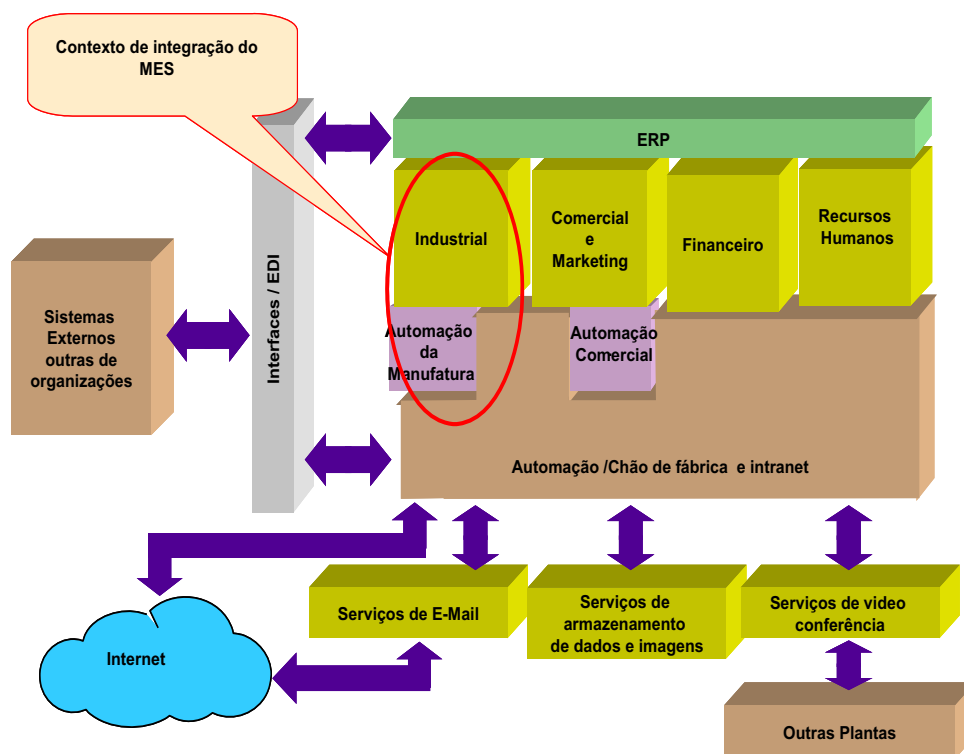 Contexto de integração do
MES
ERP
Industrial
Comercial
e
Marketing
Financeiro
Recursos
Humanos
Interfaces / EDI
Sistemas
Externos
outras de
organizações
Automação
da
Manufatura
Automação
Comercial
Automação /Chão de fábrica e intranet
Serviços de E-Mail
Serviços de
armazenamento
de dados e imagens
Serviços de video
conferência
Internet
Outras Plantas